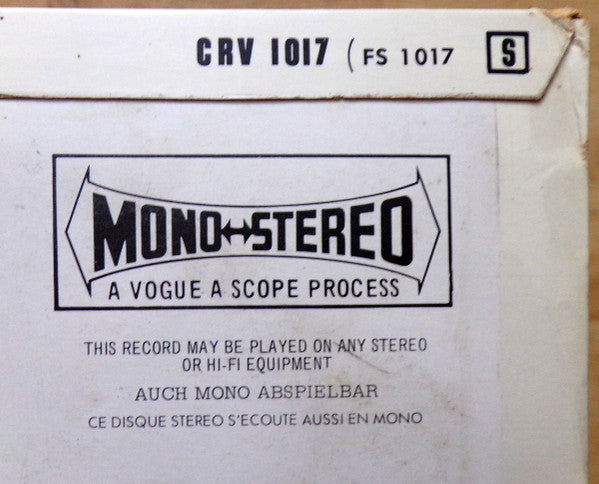 CRV 1017 (FS 1017 S
MONO↔STEREO
A VOGUE A SCOPE PROCESS
THIS RECORD MAY BE PLAYED ON ANY STEREO
OR HI-FI EQUIPMENT
AUCH MONO ABSPIELBAR
CE DISQUE STEREO S'ECOUTE AUSSI EN MONO